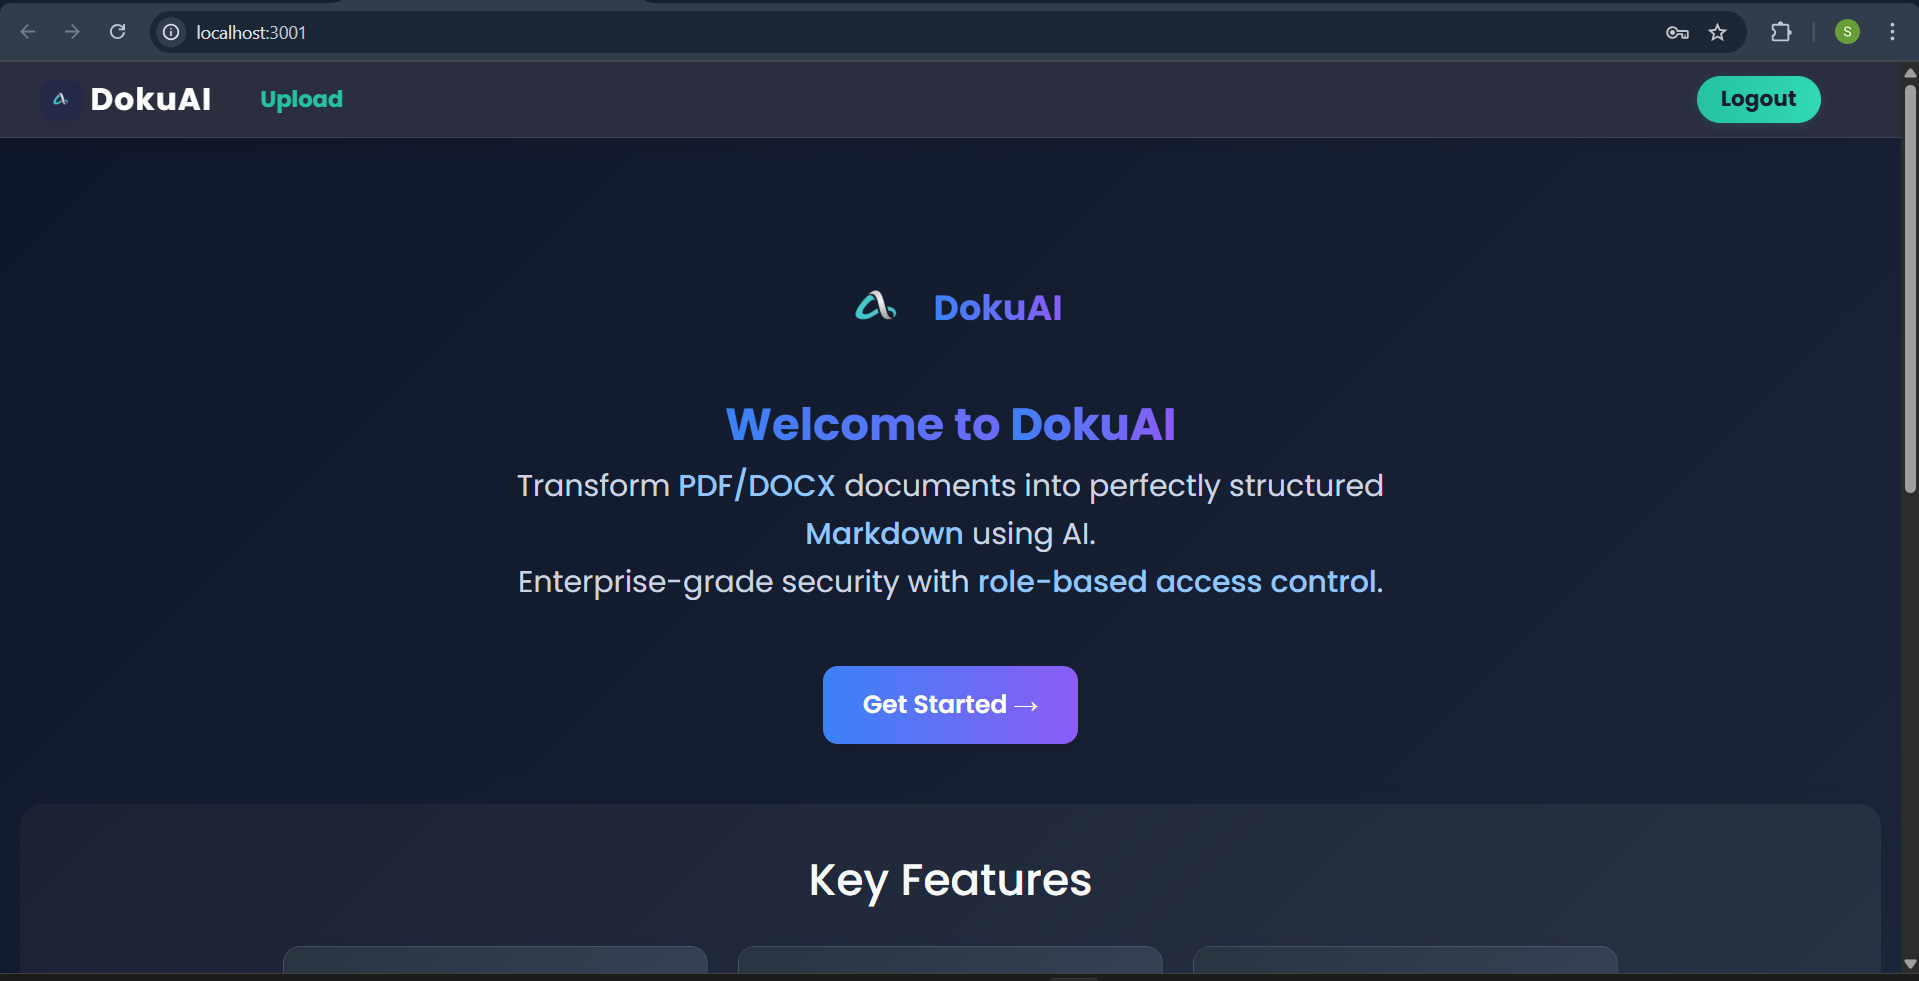 localhost:3001
S
DokuAI
Upload
Logout
DokuAI
Welcome to DokuAI
Transform PDF/DOCX documents into perfectly structured
Markdown using AI.
Enterprise-grade security with role-based access control.
Get Started →
Key Features